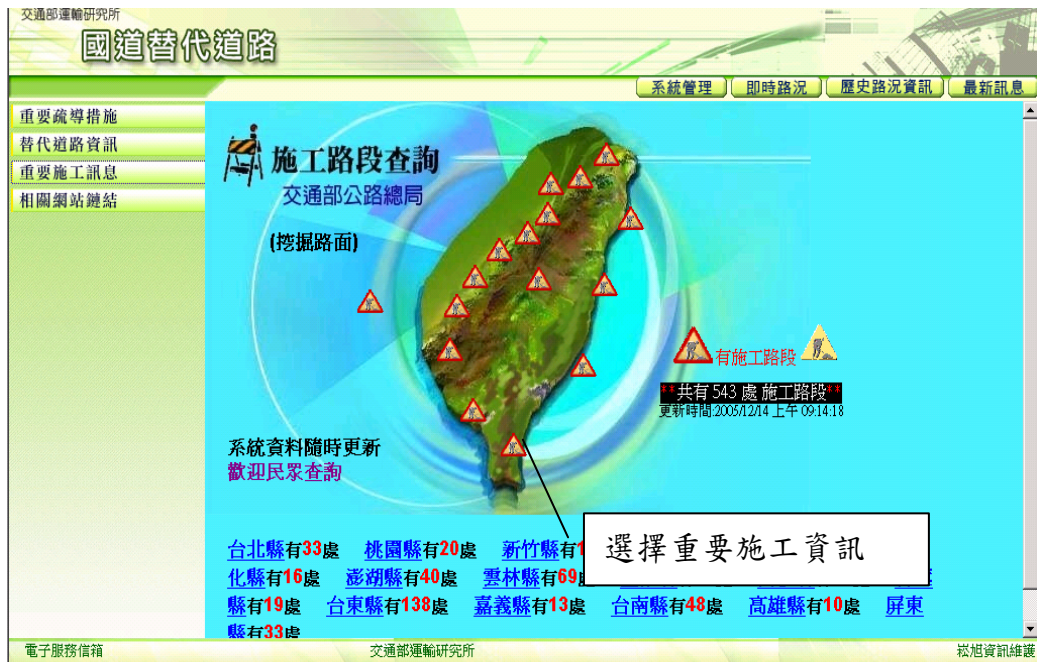 交通部運輸研究所
國道替代道路
系統管理 即時路況 歷史路況資訊 最新訊息
重要疏導措施
替代道路資訊
重要施工訊息
相關網站鏈結
施工路段查詢
交通部公路總局
(挖掘路面)
有施工路段
**共有 543 處 施工路段**
更新時間:2005/12/14 上午 09:14:18
系統資料隨時更新
歡迎民眾查詢
選擇重要施工資訊
台北縣有33處 桃園縣有20處 新竹縣有
化縣有16處 澎湖縣有40處 雲林縣有69處
縣有19處 台東縣有138處 嘉義縣有13處 台南縣有48處 高雄縣有10處 屏東
縣有33處
電子服務信箱 交通部運輸研究所 崧旭資訊維護